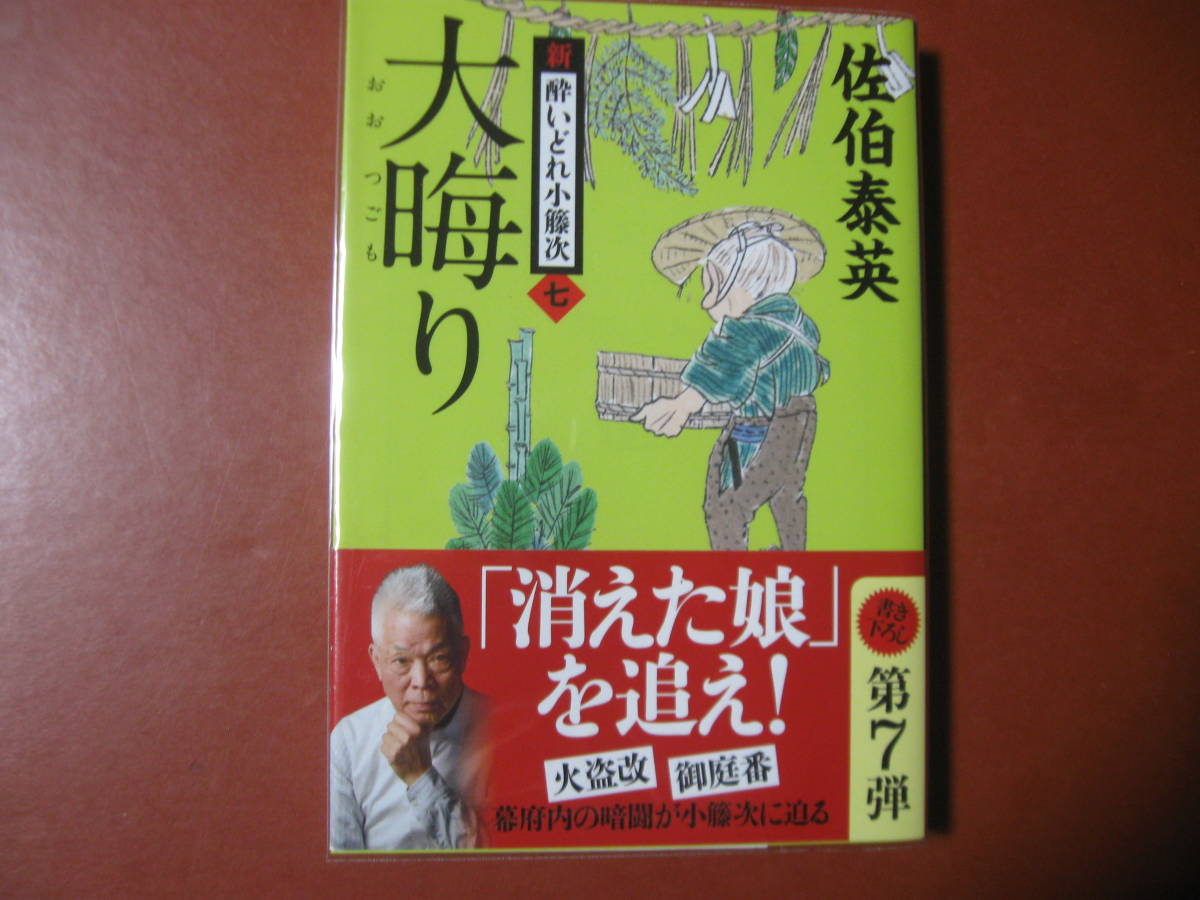 佐伯泰英
新
酔いどれ小籐次
七
大晦り
おおつごも
「消えた娘」
を追え!
火盗改
御庭番
幕府内の暗闘が小籐次に迫る
書き
下ろし
第7弾